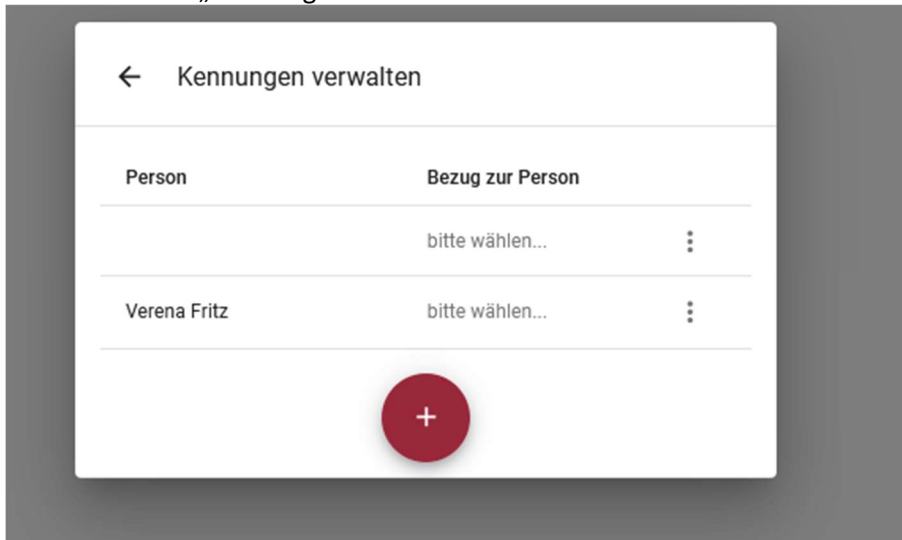 Kennungen verwalten
Person Bezug zur Person
bitte wählen...
Verena Fritz bitte wählen...
+